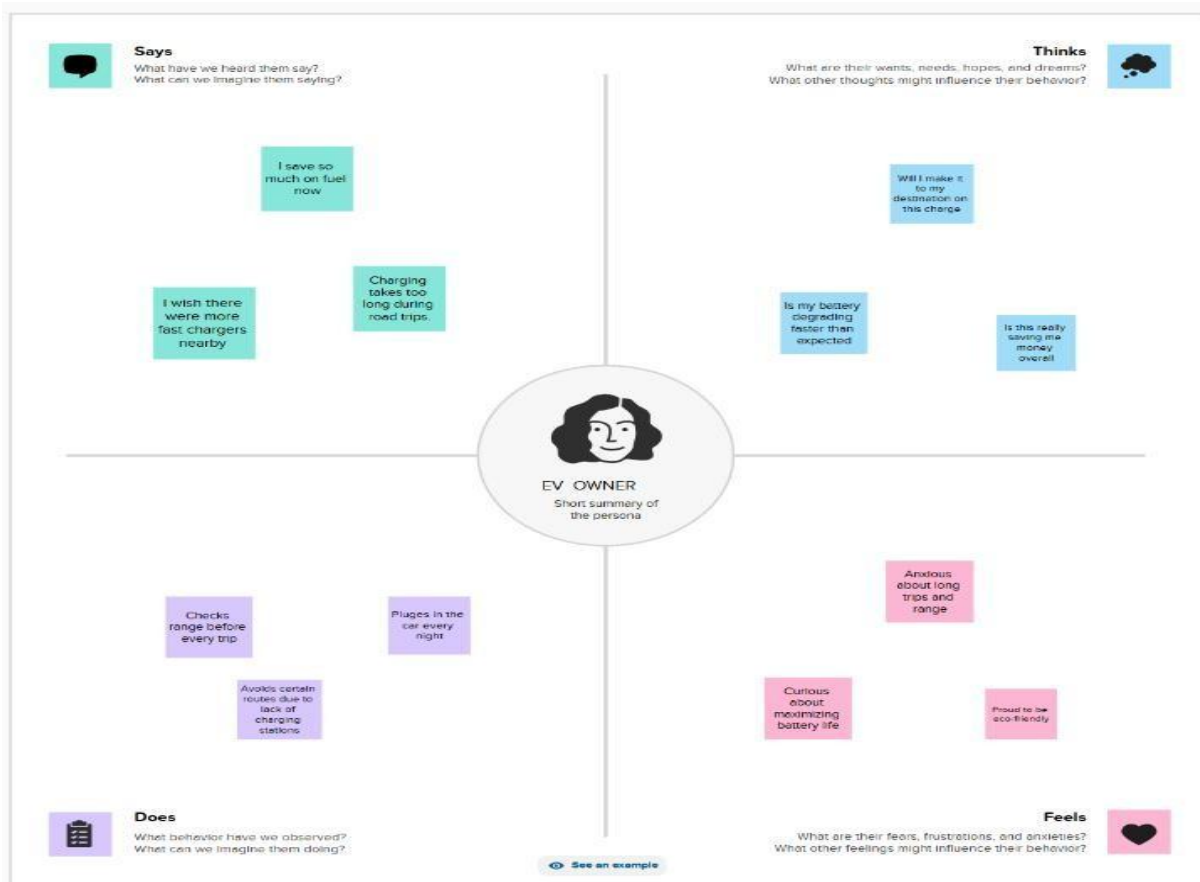 Says
What have we heard them say?
What can we imagine them saying?
Thinks
What are their wants, needs, hopes, and dreams?
What other thoughts might influence their behavior?
I save so
much on fuel
now
I wish there
were more
fast chargers
nearby
Charging
takes too
long during
road trips.
Will I make it
to my
destination on
this charge
Is my battery
degrading
faster than
expected
Is this really
saving me
money
overall
EV OWNER
Short summary of
the persona
Checks
range before
every trip
Pluges in the
car every
night
Avoids certain
routes due to
lack of
charging
stations
Anxious
about long
trips and
range
Curious
about
maximizing
battery life
Proud to be
eco-friendly
Does
What behavior have we observed?
What can we imagine them doing?
Feels
What are their fears, frustrations, and anxieties?
What other feelings might influence their behavior?
See an example